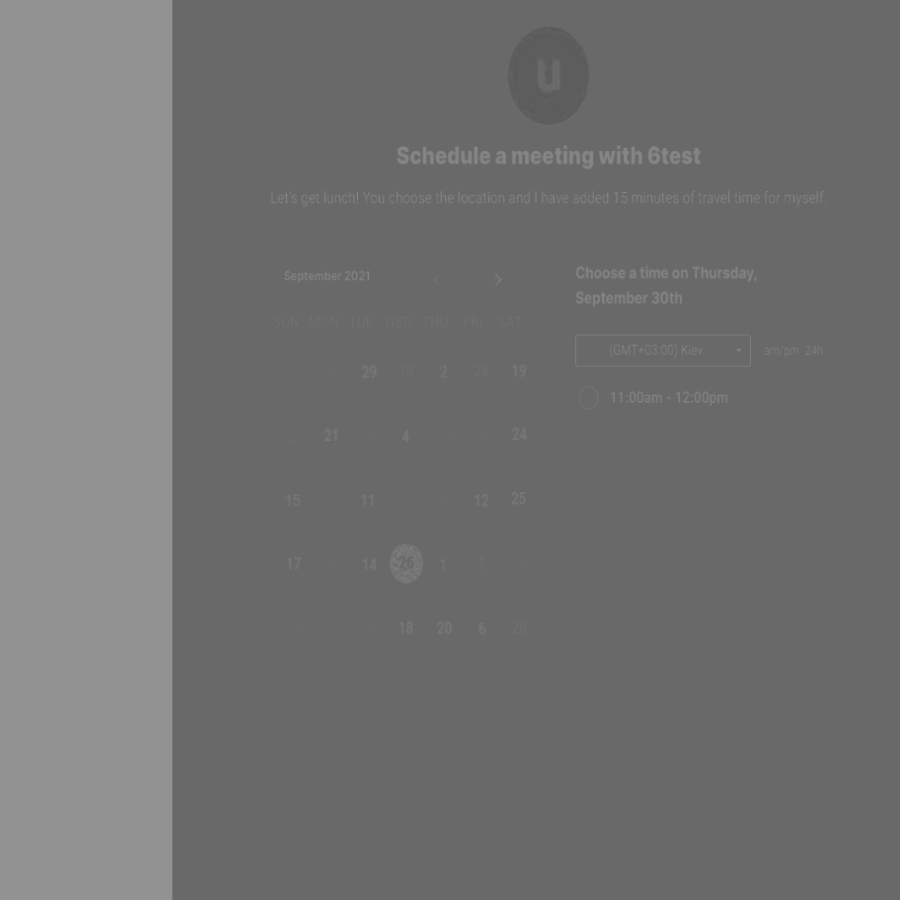 u
Schedule a meeting with 6test
Let's get lunch! You choose the location and I have added 15 minutes of travel time for myself.
September 2021
Choose a time on Thursday,
September 30th
SUN MON TUE WED THU FRI SAT
(GMT+03:00) Kiev
am/pm 24h
29 2 19
11:00am - 12:00pm
21 4 24
15 11 12 25
17 14 26 1
18 20 6 20